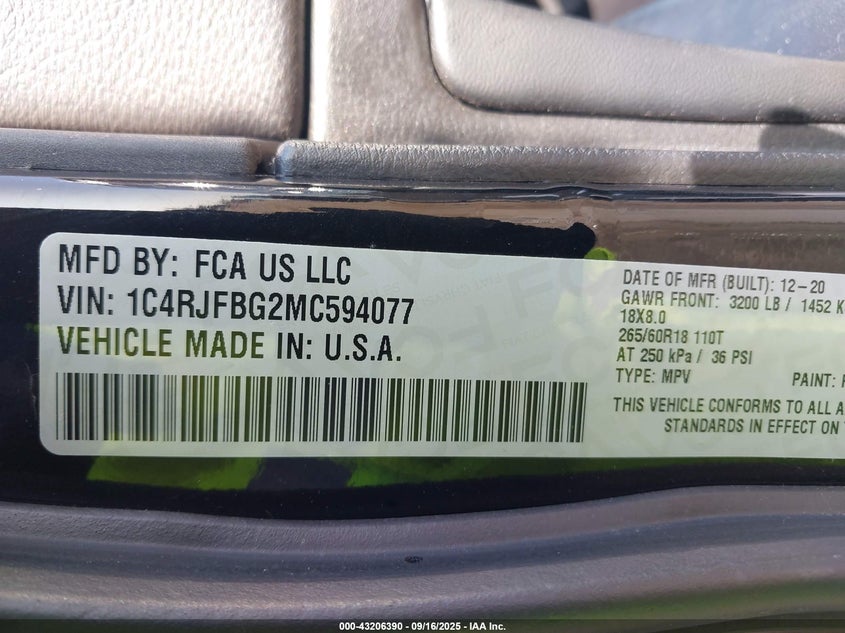 MFD BY: FCA US LLC
VIN: 1C4RJFBG2MC594077
VEHICLE MADE IN: U.S.A.
DATE OF MFR (BUILT): 12-20
GAWR FRONT: 3200 LB / 1452 K
18X8.0
265/60R18 110T
AT 250 kPa / 36 PSI
TYPE: MPV PAINT:
THIS VEHICLE CONFORMS TO ALL A
STANDARDS IN EFFECT ON
000-43206390 - 09/16/2025 - IAA Inc.